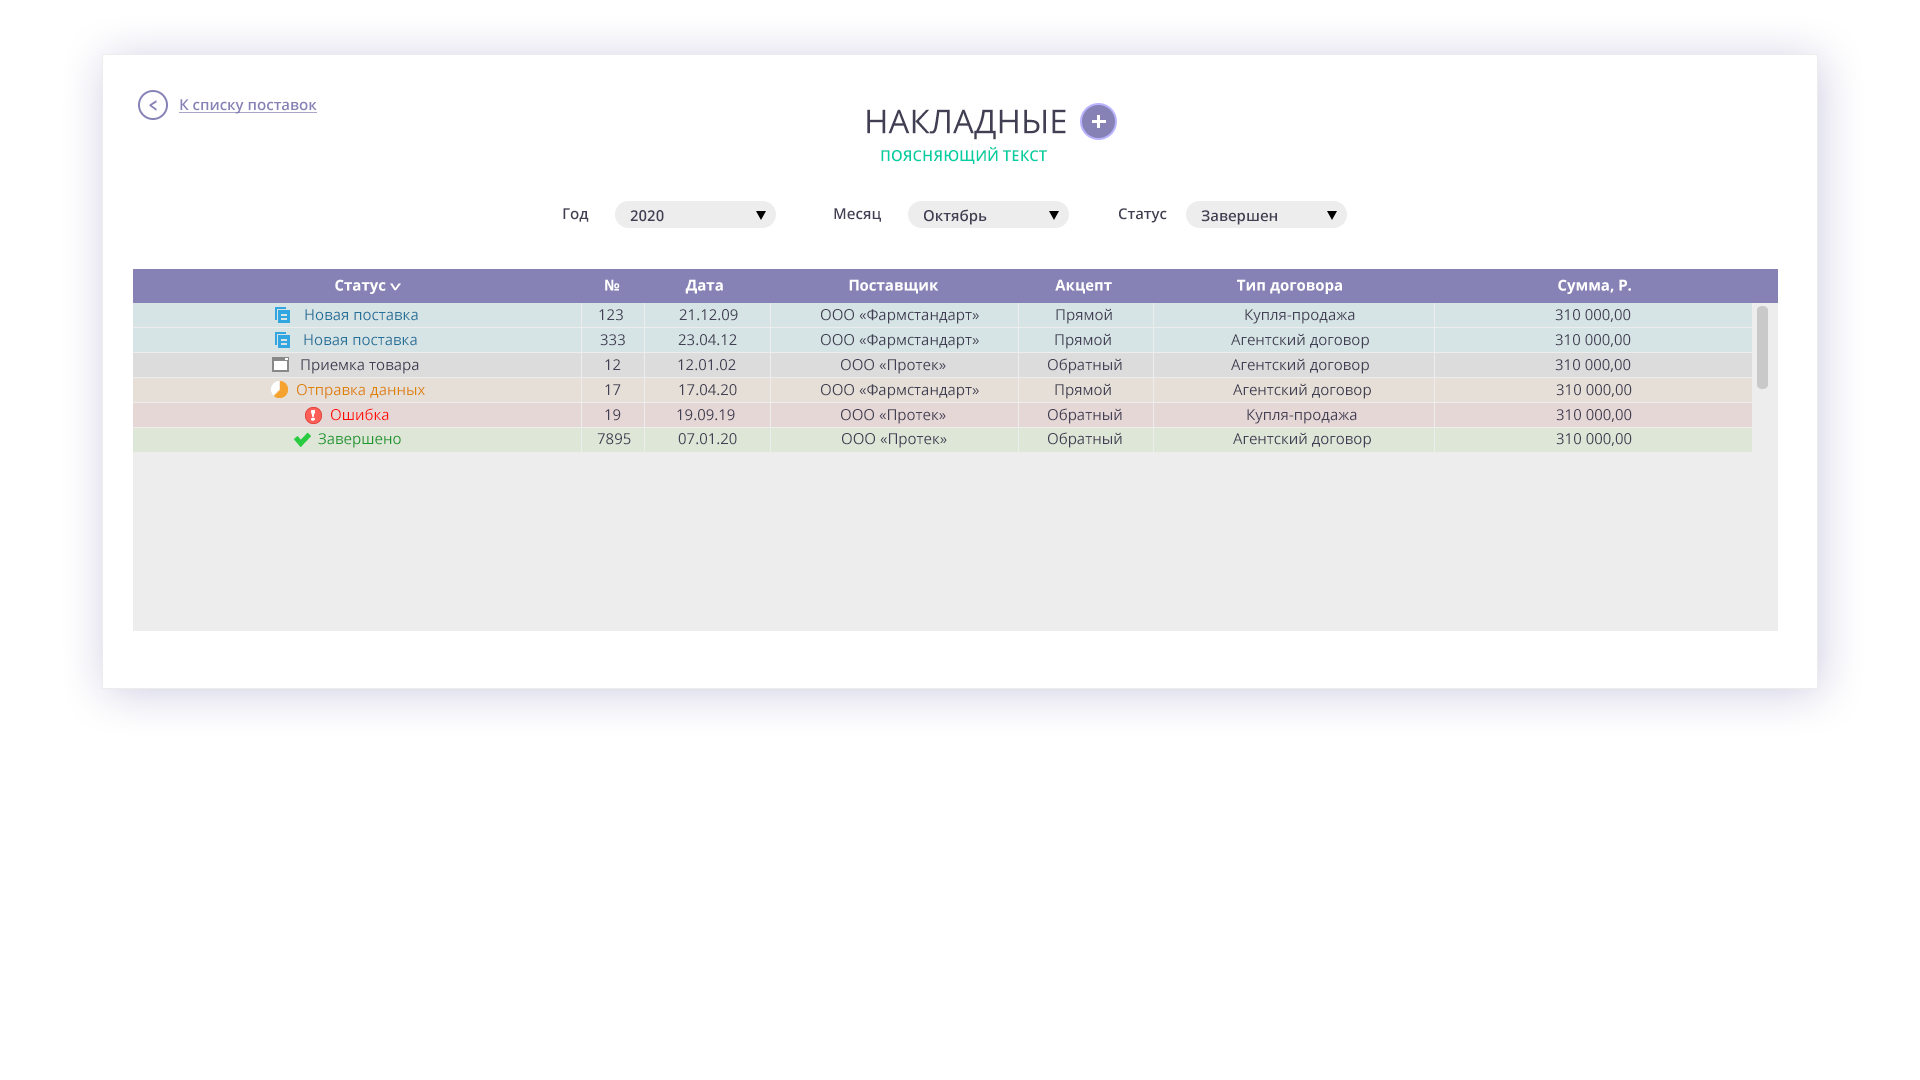 К списку поставок
НАКЛАДНЫЕ
ПОЯСНЯЮЩИЙ ТЕКСТ
Год 2020 Месяц Октябрь Статус Завершен
Статус № Дата Поставщик Акцепт Тип договора Сумма, Р.
Новая поставка 123 21.12.09 ООО «Фармстандарт» Прямой Купля-продажа 310 000,00
Новая поставка 333 23.04.12 ООО «Фармстандарт» Прямой Агентский договор 310 000,00
Приемка товара 12 12.01.02 ООО «Протек» Обратный Агентский договор 310 000,00
Отправка данных 17 17.04.20 ООО «Фармстандарт» Прямой Агентский договор 310 000,00
Ошибка 19 19.09.19 ООО «Протек» Обратный Купля-продажа 310 000,00
Завершено 7895 07.01.20 ООО «Протек» Обратный Агентский договор 310 000,00